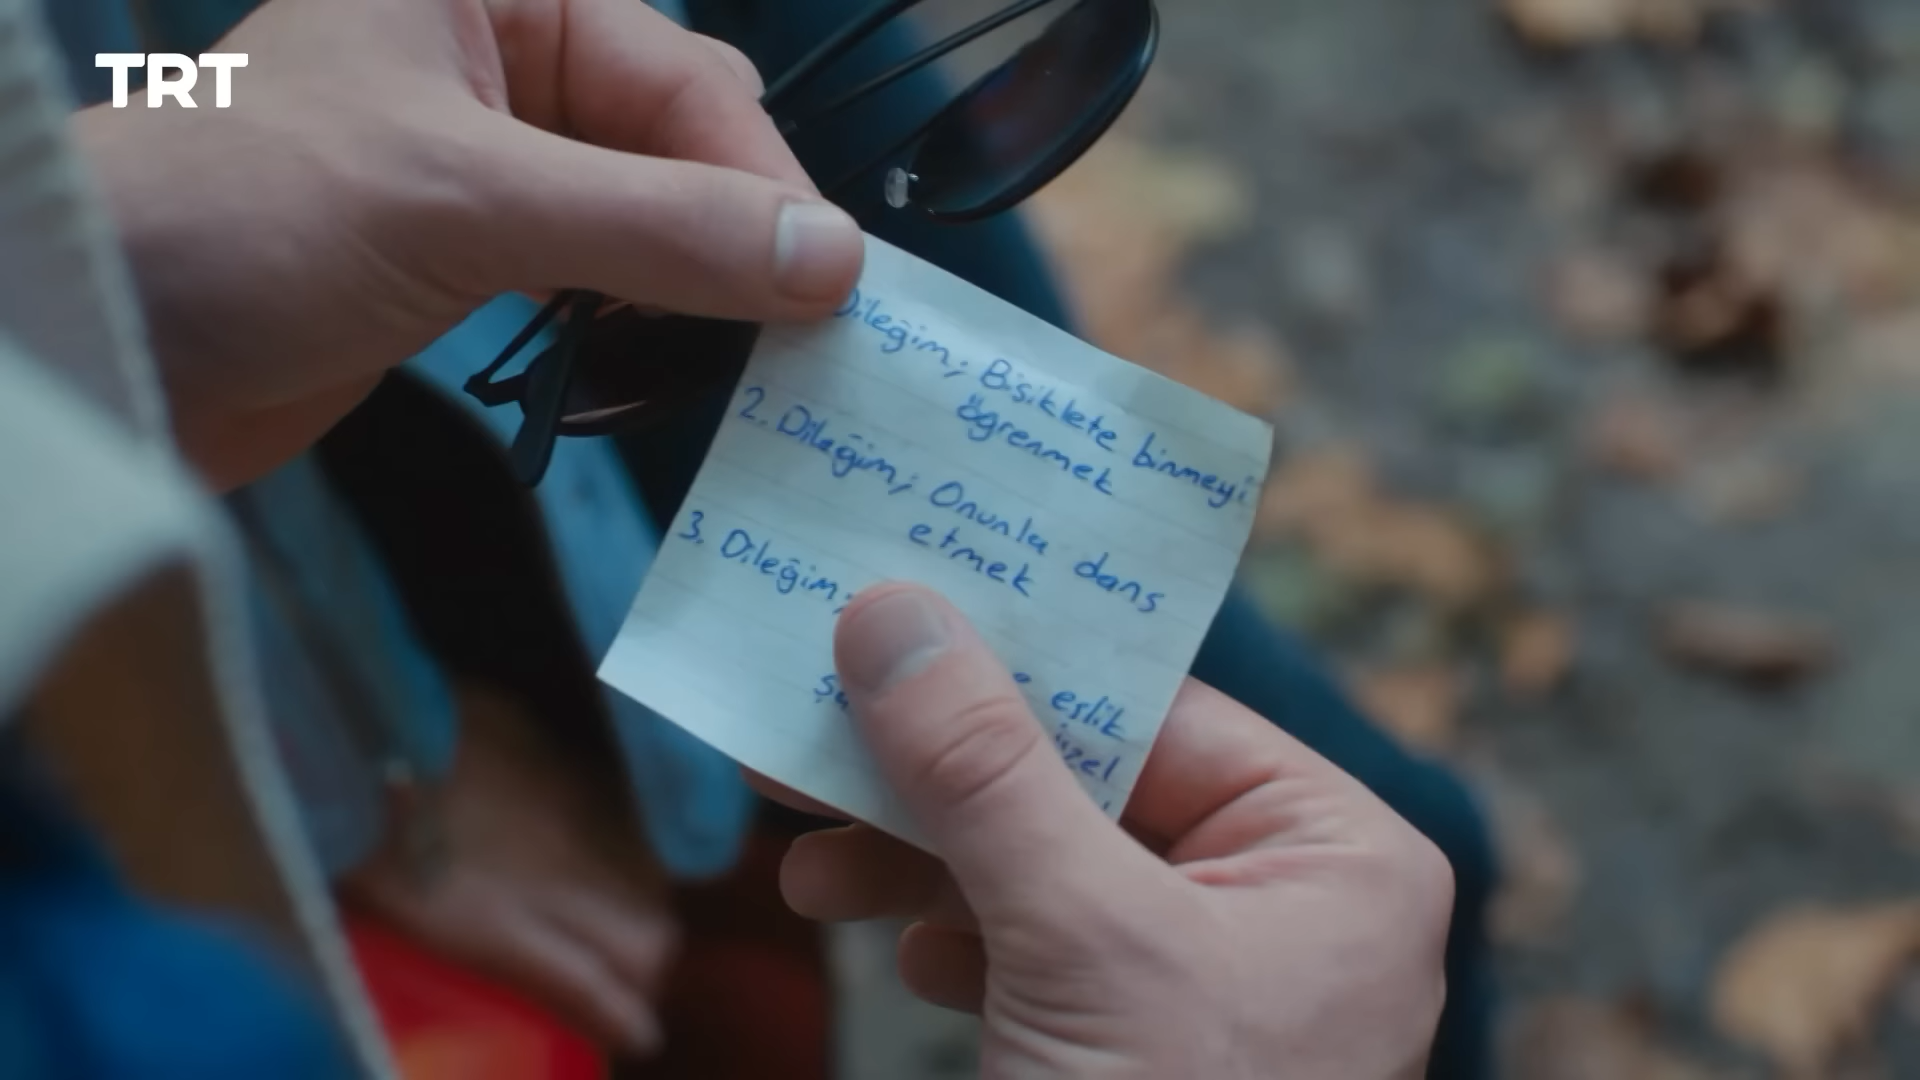 TRT
Dileğim; Bisiklete binmeyi
öğrenmek
2. Dileğim; Onunla dans
etmek
3. Dileğim;
eşlik